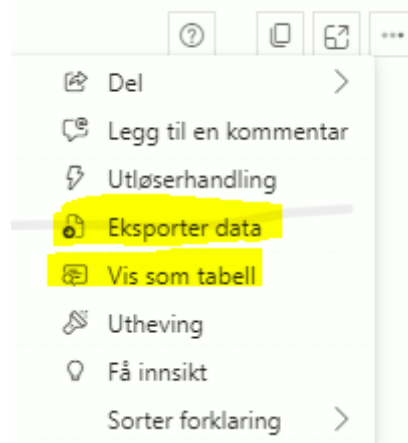 Del
Legg til en kommentar
Utløserhandling
Eksporter data
Vis som tabell
Utheving
Få innsikt
Sorter forklaring